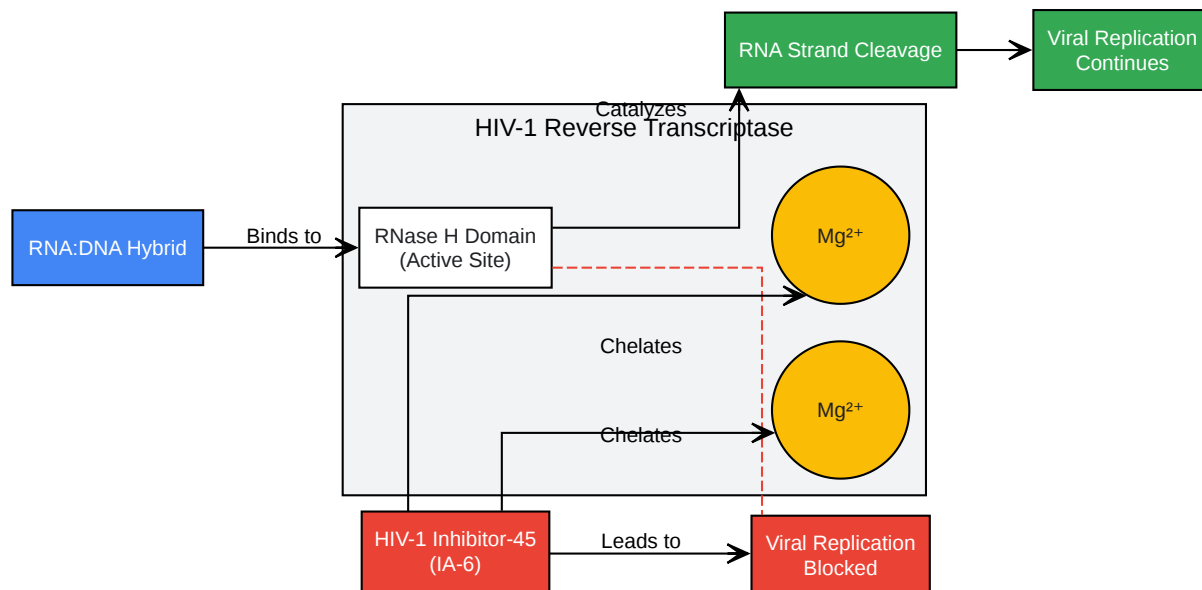 RNA Strand Cleavage
Viral Replication
Continues
Catalyzes
HIV-1 Reverse Transcriptase
RNA:DNA Hybrid
Binds to
RNase H Domain
(Active Site)
Mg²⁺
Chelates
Mg²⁺
Chelates
HIV-1 Inhibitor-45
(IA-6)
Leads to
Viral Replication
Blocked